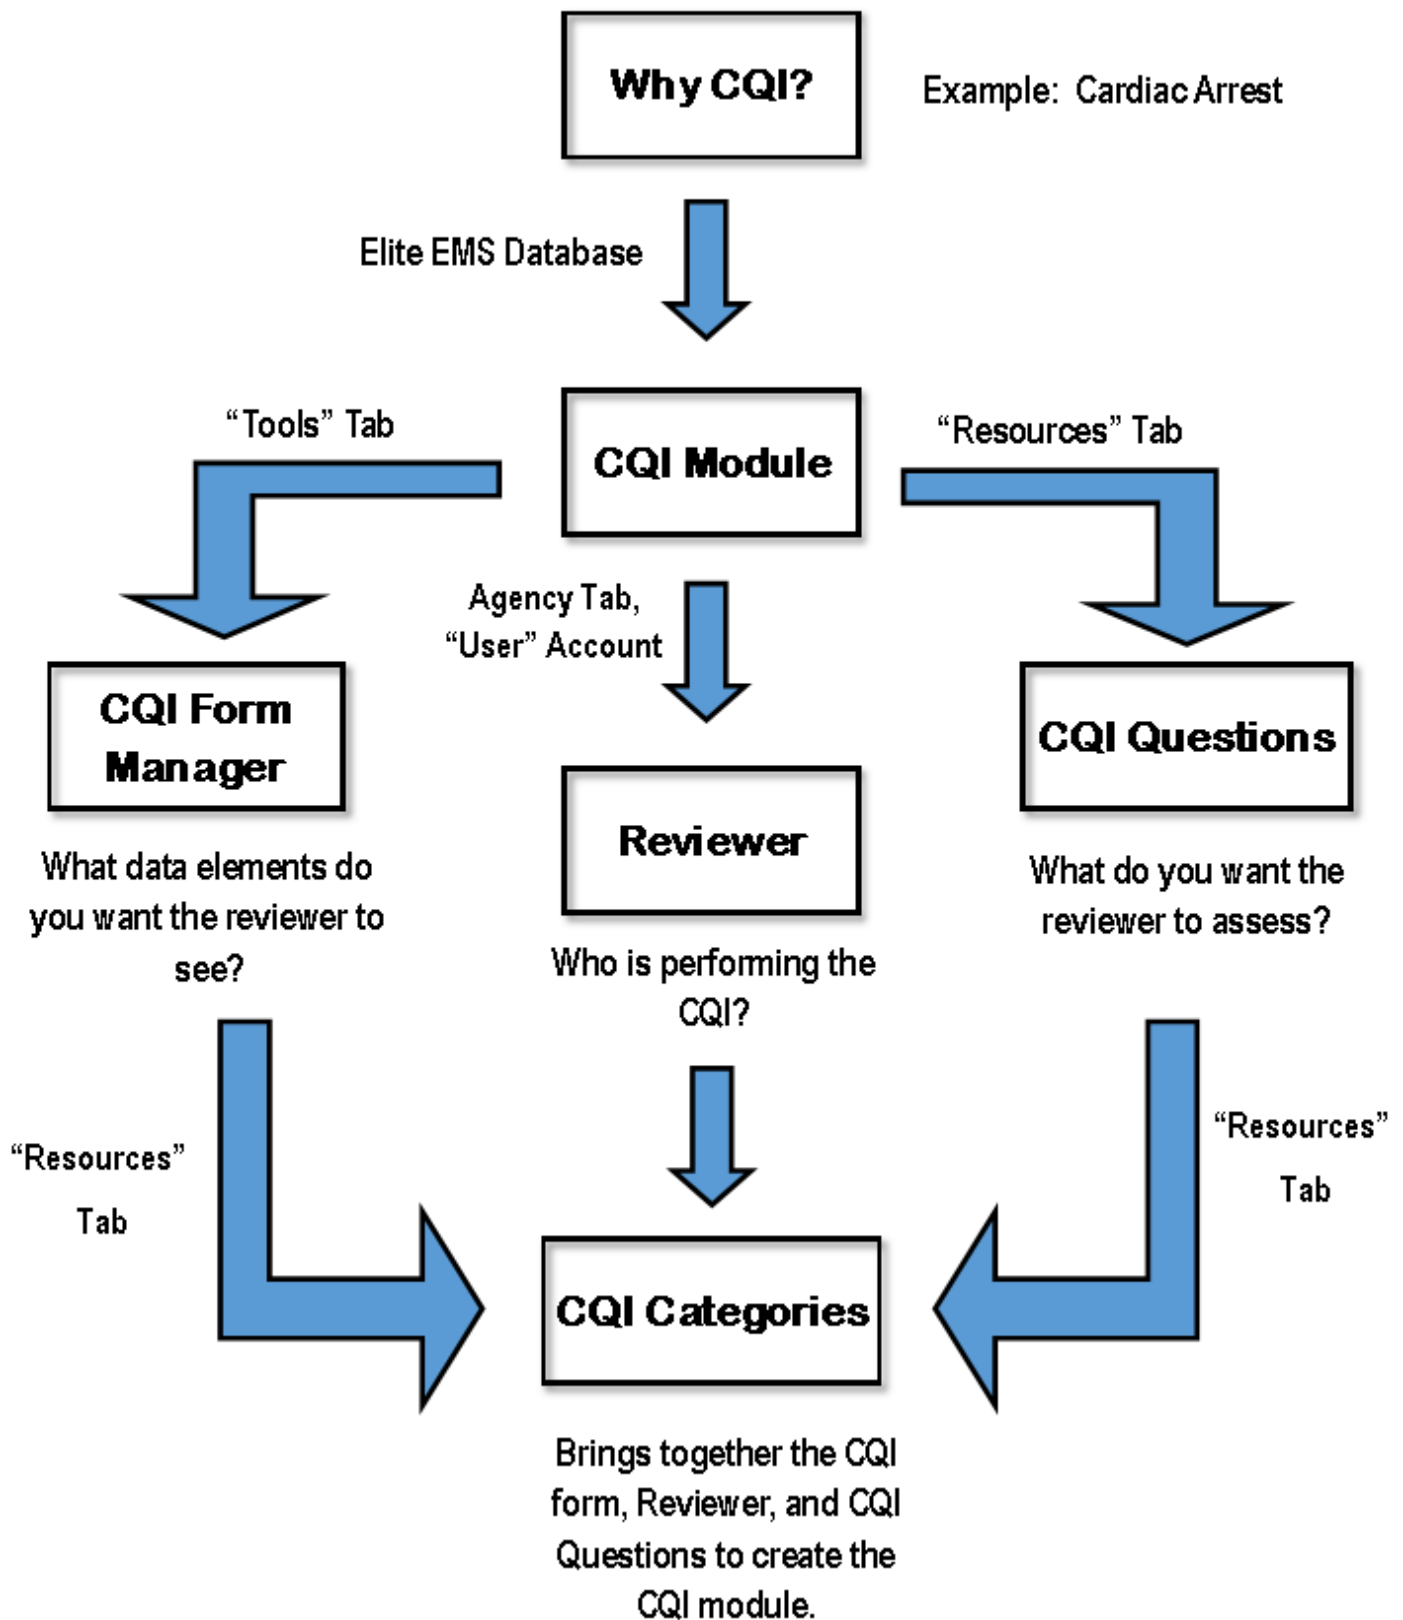 Why CQI?
Example: Cardiac Arrest
Elite EMS Database
“Tools” Tab
“Resources” Tab
CQI Module
Agency Tab,
“User” Account
CQI Form
Manager
CQI Questions
Reviewer
What data elements do
you want the reviewer to
see?
What do you want the
reviewer to assess?
Who is performing the
CQI?
“Resources”
Tab
“Resources”
Tab
CQI Categories
Brings together the CQI
form, Reviewer, and CQI
Questions to create the
CQI module.